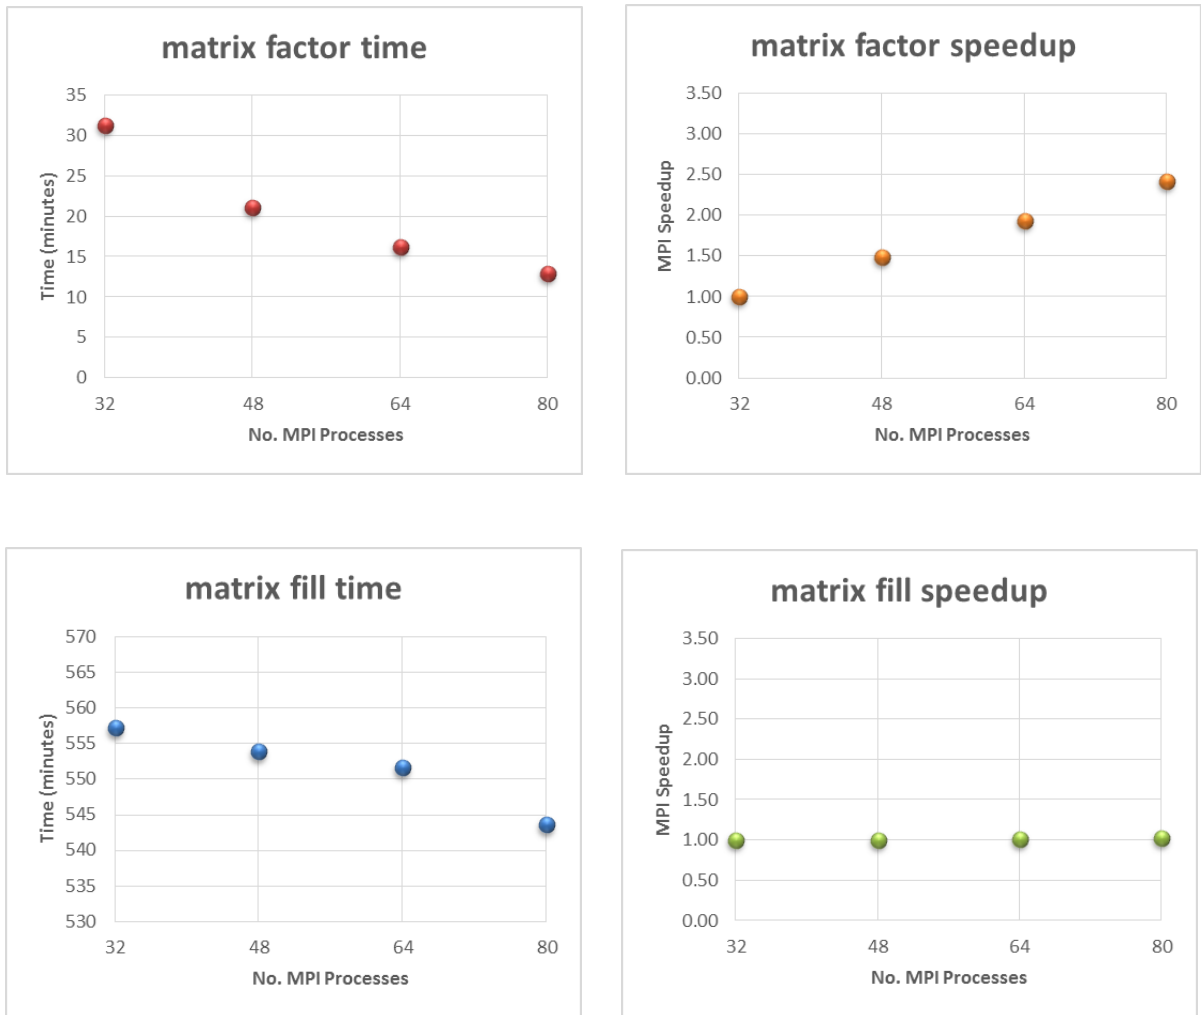 matrix factor time
35
30
25
20
15
10
5
0
Time (minutes)
32 48 64 80
No. MPI Processes
matrix factor speedup
3.50
3.00
2.50
2.00
1.50
1.00
0.50
0.00
MPI Speedup
32 48 64 80
No. MPI Processes
matrix fill time
570
565
560
555
550
545
540
535
530
Time (minutes)
32 48 64 80
No. MPI Processes
matrix fill speedup
3.50
3.00
2.50
2.00
1.50
1.00
0.50
0.00
MPI Speedup
32 48 64 80
No. MPI Processes